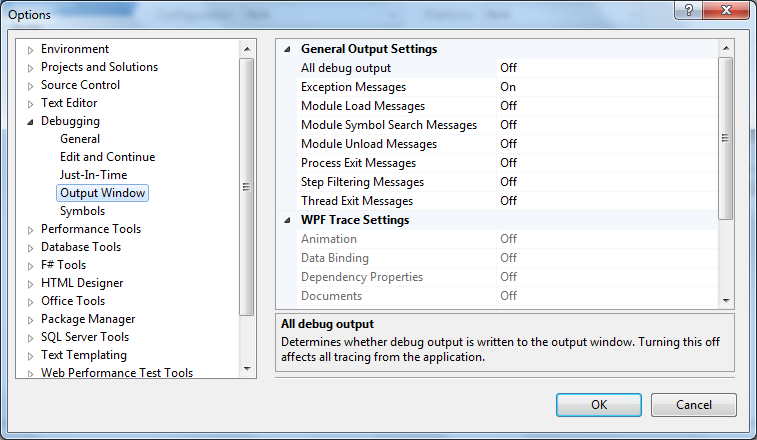 Options
Environment
Projects and Solutions
Source Control
Text Editor
Debugging
General
Edit and Continue
Just-In-Time
Output Window
Symbols
Performance Tools
Database Tools
F# Tools
HTML Designer
Office Tools
Package Manager
SQL Server Tools
Text Templating
Web Performance Test Tools
General Output Settings
All debug output Off
Exception Messages On
Module Load Messages Off
Module Symbol Search Messages Off
Module Unload Messages Off
Process Exit Messages Off
Step Filtering Messages Off
Thread Exit Messages Off
WPF Trace Settings
Animation Off
Data Binding Off
Dependency Properties Off
Documents Off
All debug output
Determines whether debug output is written to the output window. Turning this off
affects all tracing from the application.
OK Cancel